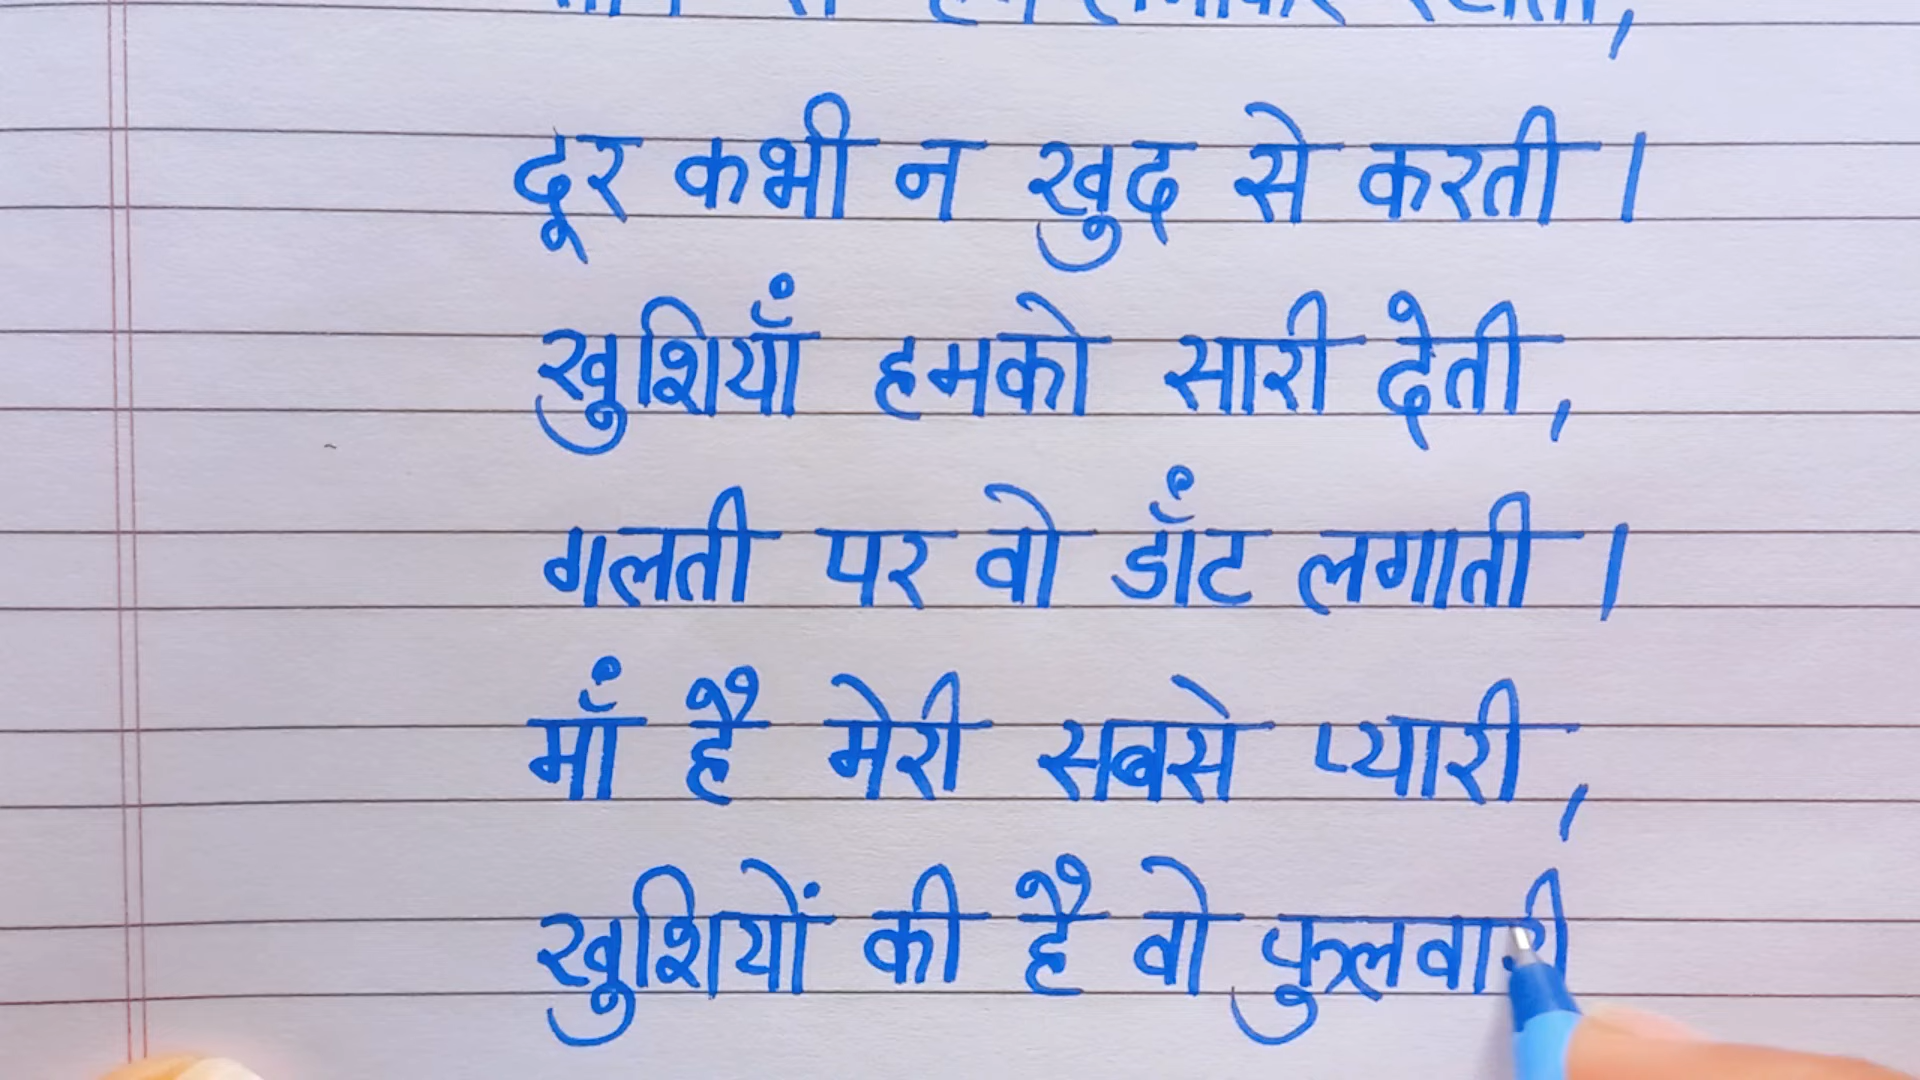 दूर कभी न खुद से करती ।
खुशियाँ हमको सारी देती,
गलती पर वो डाँट लगाती ।
माँ है मेरी सबसे प्यारी,
खुशियों की है वो फुलवारी